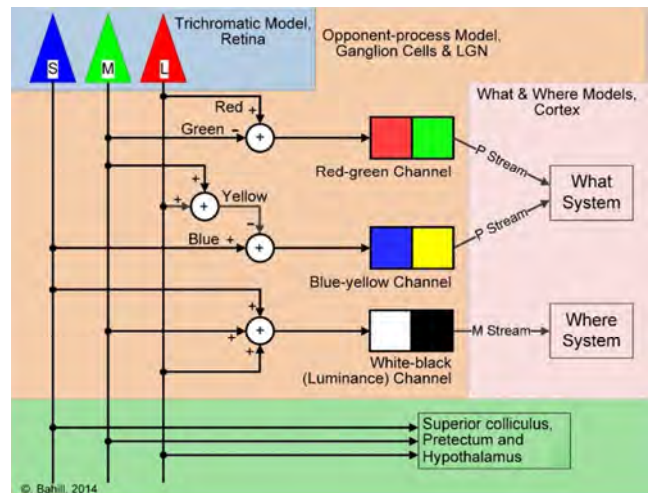 Trichromatic Model,
Retina
Opponent-process Model,
Ganglion Cells & LGN
What & Where Models,
Cortex
S
M
L
Red +
Green -
+
Red-green Channel
P Stream
What
System
+
+
+
Yellow
-
Blue +
+
Blue-yellow Channel
P Stream
+
+
+
+
White-black
(Luminance) Channel
M Stream
Where
System
Superior colliculus,
Pretectum and
Hypothalamus
© Bahill, 2014